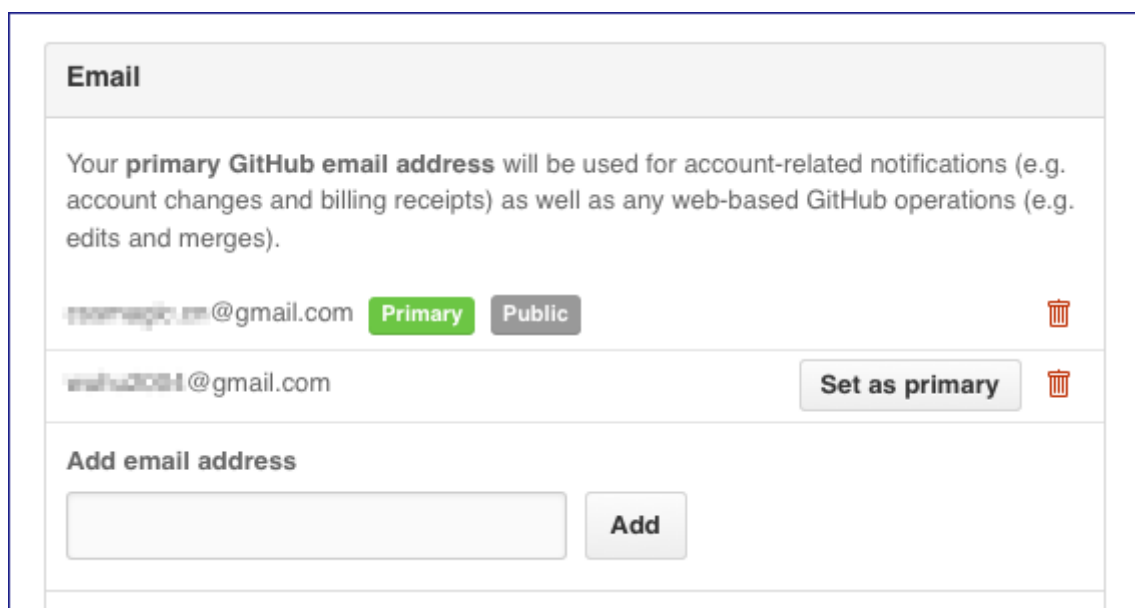 Email
Your primary GitHub email address will be used for account-related notifications (e.g.
account changes and billing receipts) as well as any web-based GitHub operations (e.g.
edits and merges).
@gmail.com Primary Public
@gmail.com Set as primary
Add email address
Add